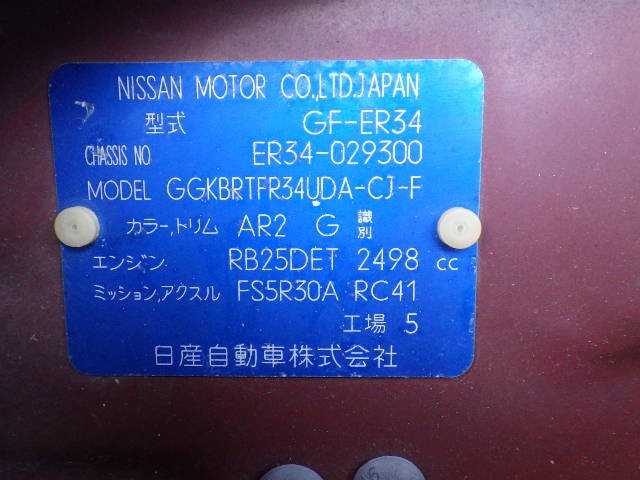 NISSAN MOTOR CO.,LTD.JAPAN
型式 GF-ER34
CHASSIS NO ER34-029300
MODEL GGKBRTFR34UDA-CJ-F
カラー,トリム AR2 G 識別
エンジン RB25DET 2498 cc
ミッション,アクスル FS5R30A RC41
工場 5
日産自動車株式会社